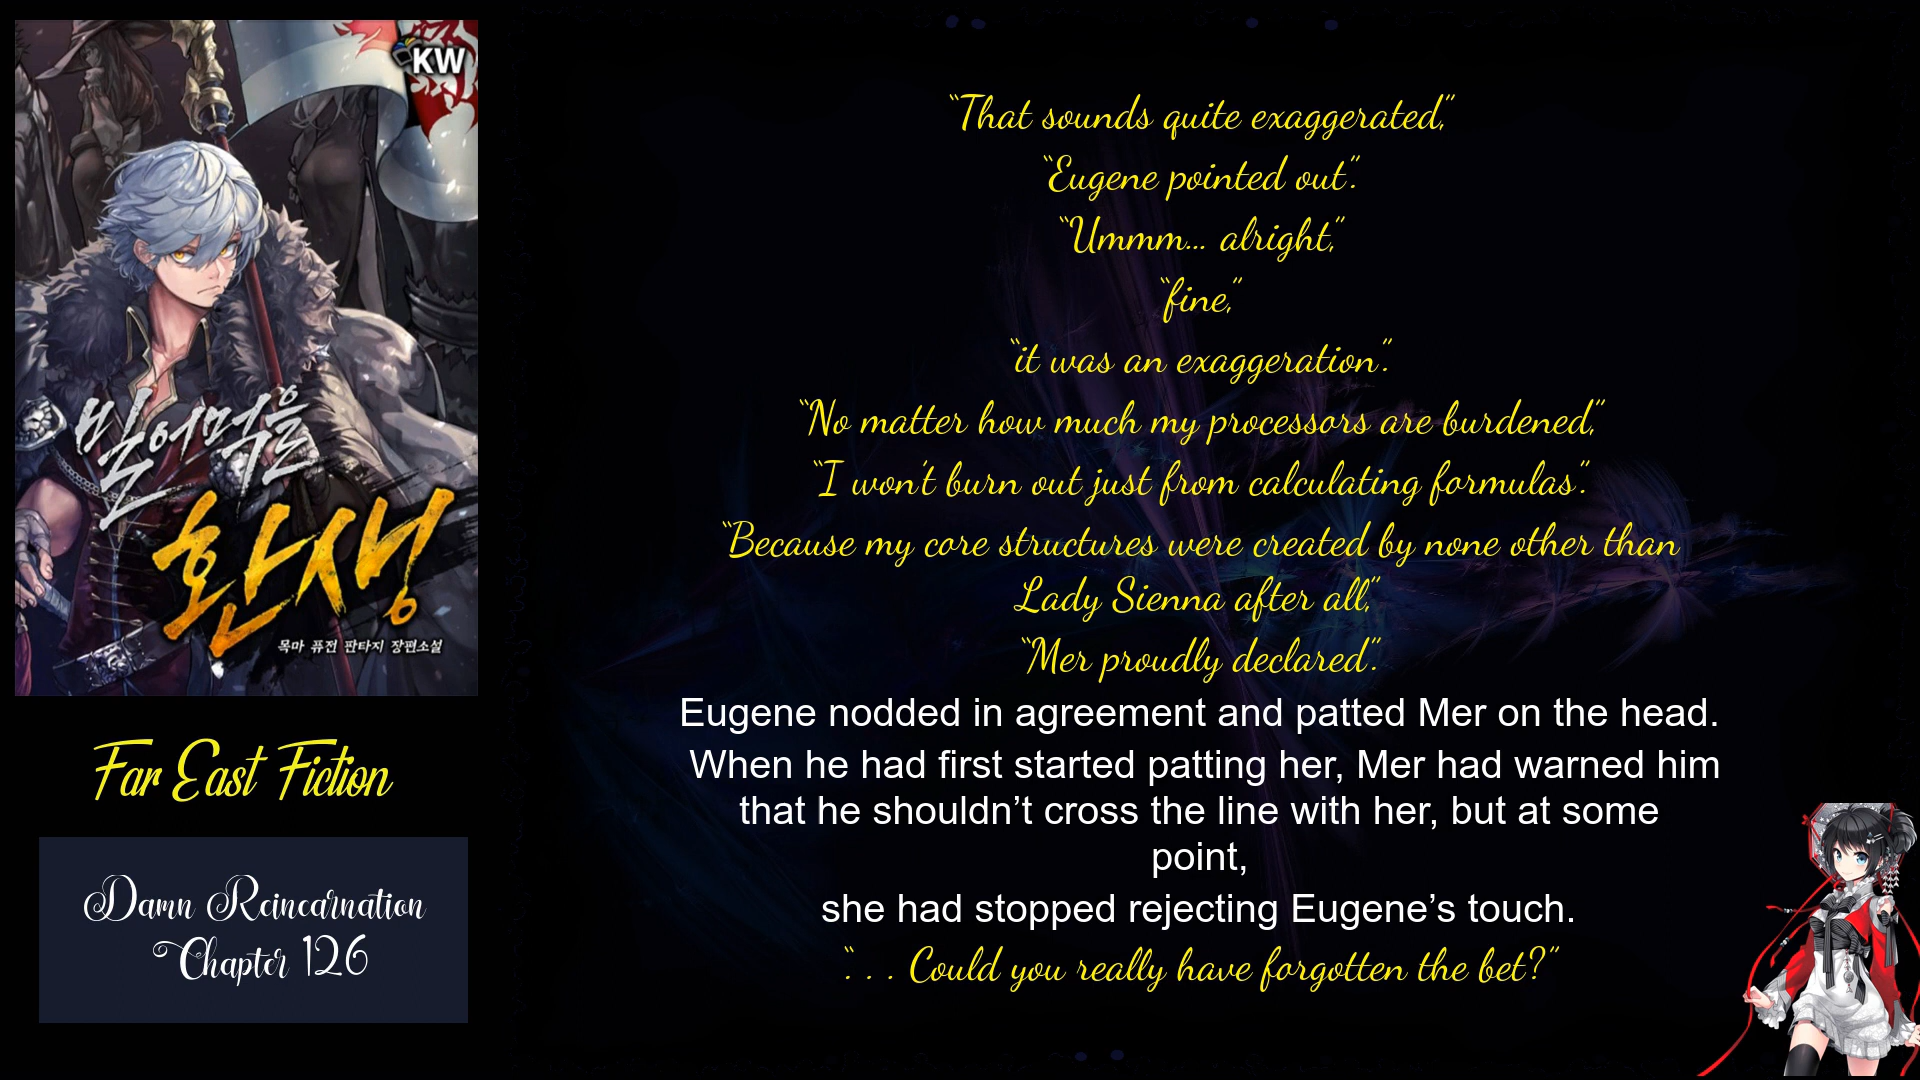 KW
빌어먹을
환생
목마 퓨전 판타지 장편소설
Far East Fiction
Damn Reincarnation
Chapter 126
“That sounds quite exaggerated,”
“Eugene pointed out”.
“Ummm... alright,”
“fine,”
“it was an exaggeration”.
“No matter how much my processors are burdened,”
“I won’t burn out just from calculating formulas”.
“Because my core structures were created by none other than
Lady Sienna after all,”
“Mer proudly declared”.
Eugene nodded in agreement and patted Mer on the head.
When he had first started patting her, Mer had warned him
that he shouldn’t cross the line with her, but at some
point,
she had stopped rejecting Eugene’s touch.
“. . . Could you really have forgotten the bet?”